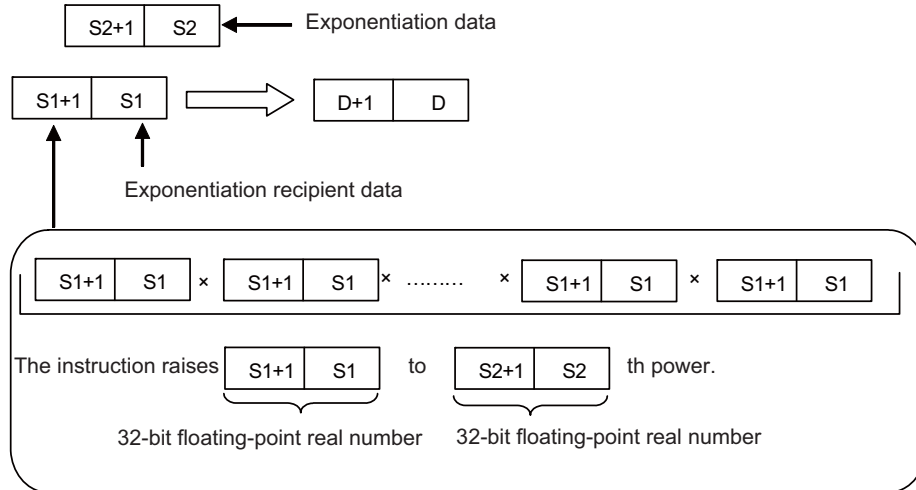 S2+1 S2 Exponentiation data
S1+1 S1 D+1 D
Exponentiation recipient data
S1+1 S1 × S1+1 S1 × ……… × S1+1 S1 × S1+1 S1
The instruction raises S1+1 S1 to S2+1 S2 th power.
32-bit floating-point real number 32-bit floating-point real number